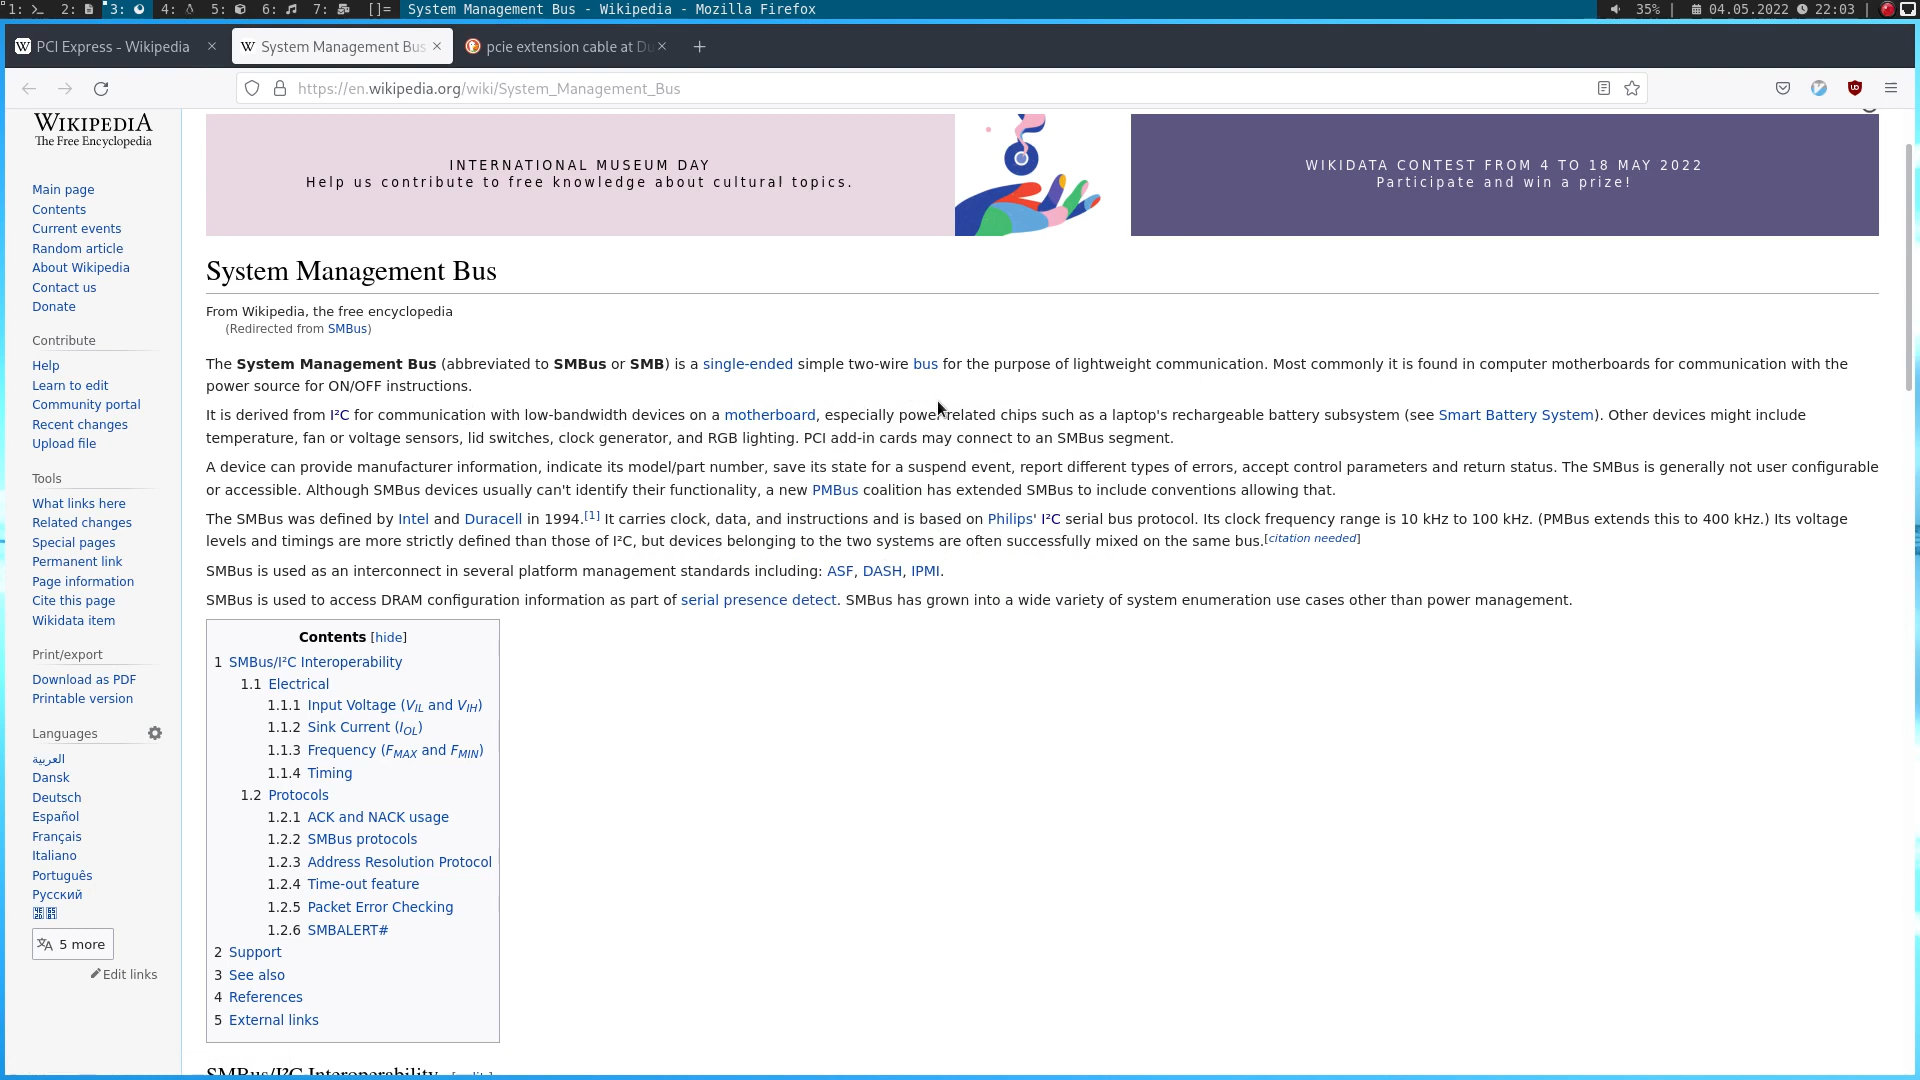 1: 2: 3: 4: 5: 6: 7: []= System Management Bus - Wikipedia - Mozilla Firefox 35% | 04.05.2022 22:03 |
PCI Express - Wikipedia × System Management Bus × pcie extension cable at Du × +
https://en.wikipedia.org/wiki/System_Management_Bus
WIKIPEDIA
The Free Encyclopedia
Main page
Contents
Current events
Random article
About Wikipedia
Contact us
Donate
Contribute
Help
Learn to edit
Community portal
Recent changes
Upload file
Tools
What links here
Related changes
Special pages
Permanent link
Page information
Cite this page
Wikidata item
Print/export
Download as PDF
Printable version
Languages
العربية
Dansk
Deutsch
Español
Français
Italiano
Português
Русский
5 more
Edit links
INTERNATIONAL MUSEUM DAY
Help us contribute to free knowledge about cultural topics.
WIKIDATA CONTEST FROM 4 TO 18 MAY 2022
Participate and win a prize!
System Management Bus
From Wikipedia, the free encyclopedia
(Redirected from SMBus)
The System Management Bus (abbreviated to SMBus or SMB) is a single-ended simple two-wire bus for the purpose of lightweight communication. Most commonly it is found in computer motherboards for communication with the
power source for ON/OFF instructions.
It is derived from I²C for communication with low-bandwidth devices on a motherboard, especially power related chips such as a laptop's rechargeable battery subsystem (see Smart Battery System). Other devices might include
temperature, fan or voltage sensors, lid switches, clock generator, and RGB lighting. PCI add-in cards may connect to an SMBus segment.
A device can provide manufacturer information, indicate its model/part number, save its state for a suspend event, report different types of errors, accept control parameters and return status. The SMBus is generally not user configurable
or accessible. Although SMBus devices usually can't identify their functionality, a new PMBus coalition has extended SMBus to include conventions allowing that.
The SMBus was defined by Intel and Duracell in 1994.[1] It carries clock, data, and instructions and is based on Philips' I²C serial bus protocol. Its clock frequency range is 10 kHz to 100 kHz. (PMBus extends this to 400 kHz.) Its voltage
levels and timings are more strictly defined than those of I²C, but devices belonging to the two systems are often successfully mixed on the same bus.[citation needed]
SMBus is used as an interconnect in several platform management standards including: ASF, DASH, IPMI.
SMBus is used to access DRAM configuration information as part of serial presence detect. SMBus has grown into a wide variety of system enumeration use cases other than power management.
Contents [hide]
1 SMBus/I²C Interoperability
1.1 Electrical
1.1.1 Input Voltage (VIL and VIH)
1.1.2 Sink Current (IOL)
1.1.3 Frequency (FMAX and FMIN)
1.1.4 Timing
1.2 Protocols
1.2.1 ACK and NACK usage
1.2.2 SMBus protocols
1.2.3 Address Resolution Protocol
1.2.4 Time-out feature
1.2.5 Packet Error Checking
1.2.6 SMBALERT#
2 Support
3 See also
4 References
5 External links
SMBus/I²C Interoperability